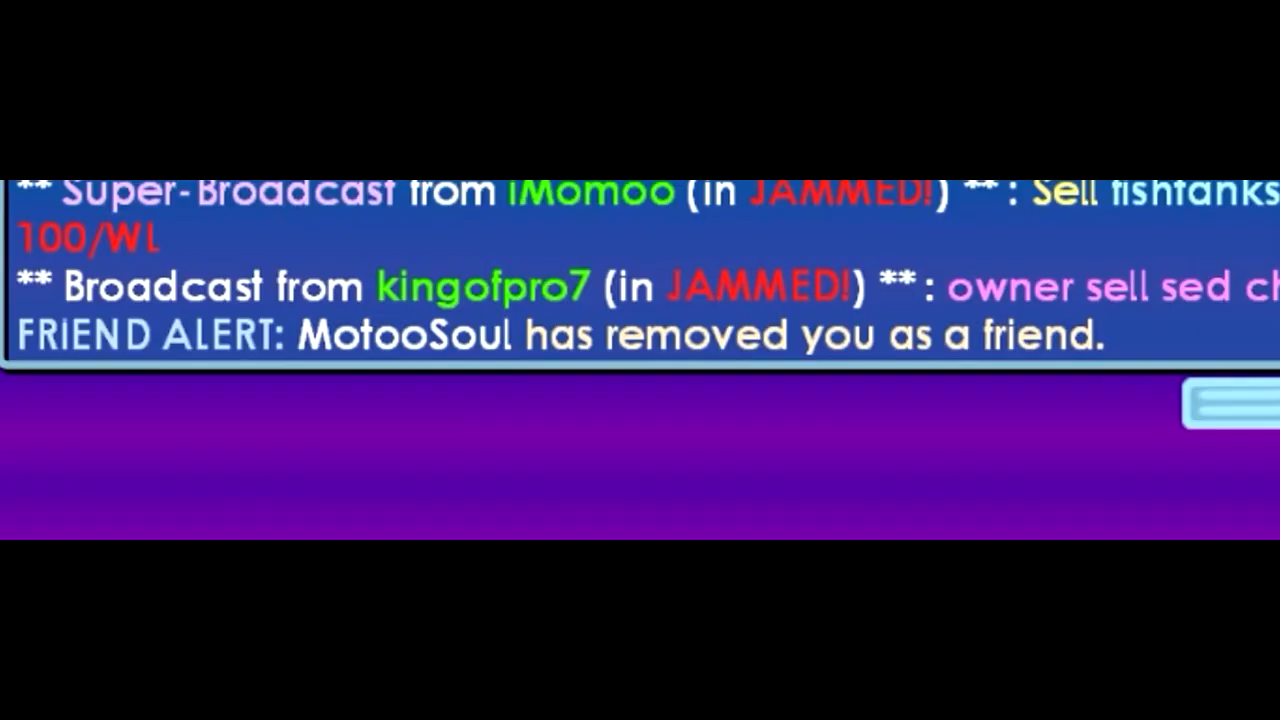 ** Super-Broadcast from iMomoo (in JAMMED!) ** : Sell fishtanks
100/WL
** Broadcast from kingofpro7 (in JAMMED!) ** : owner sell sed
FRIEND ALERT: MotooSoul has removed you as a friend.